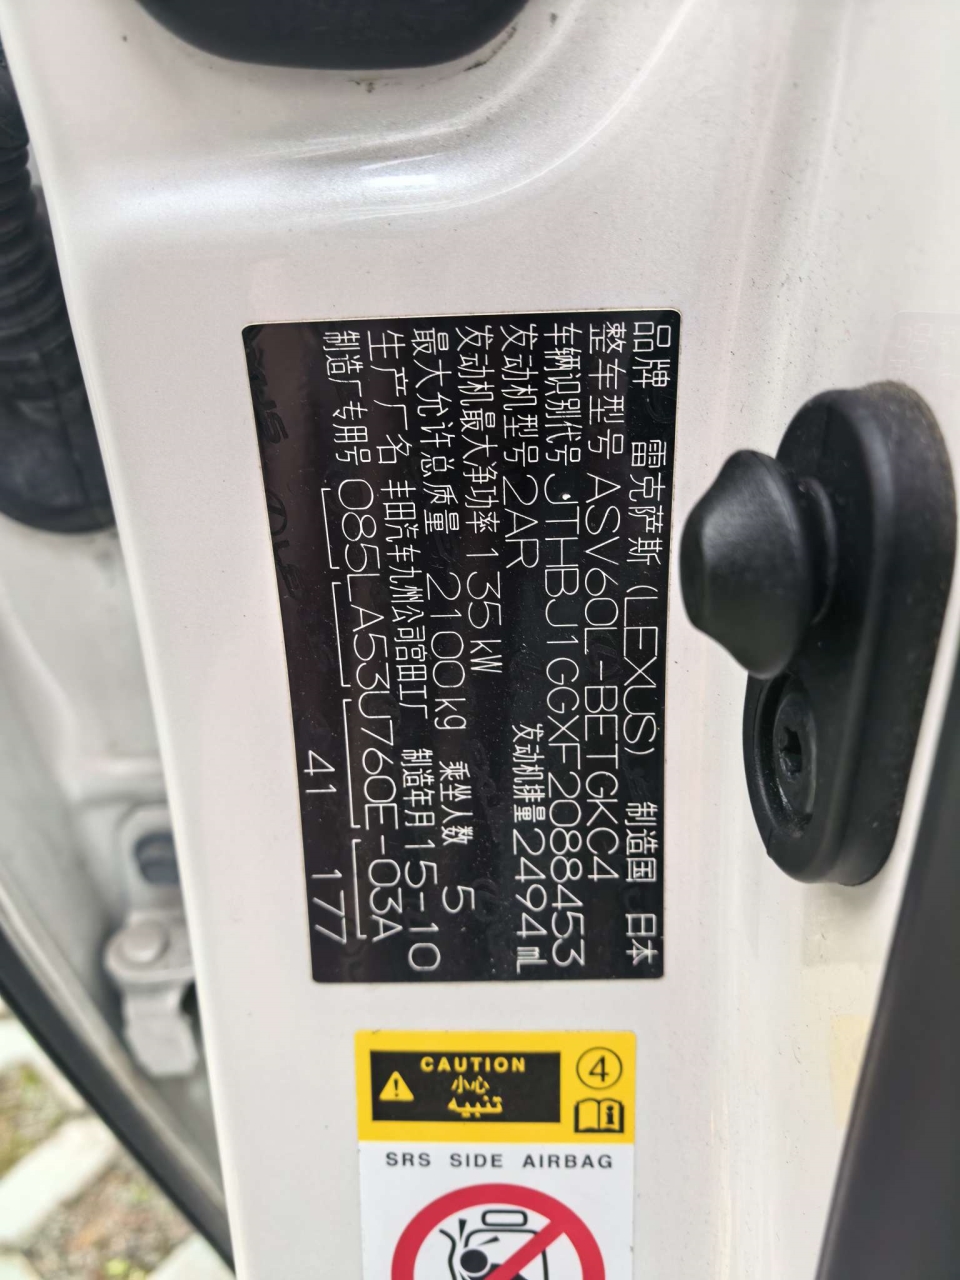 品牌 雷克萨斯 (LEXUS) 制造国 日本
整车型号 ASV60L-BETGKC4
车辆识别代号 JTHBJ1GGXF2088453
发动机型号 2AR 发动机排量 2494ml
发动机最大净功率 135kW
最大允许总质量 2100kg 乘坐人数 5
生产厂名 丰田汽车九州公司宫田工厂 制造年月 15-10
制造厂专用号 085LA53U760E-03A
41 177
CAUTION
小心
تنبيه
4
SRS SIDE AIRBAG